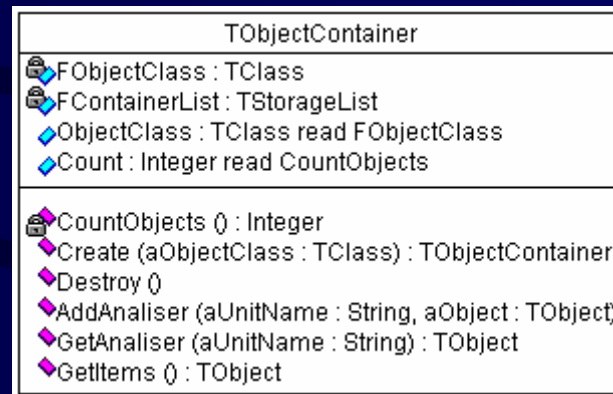 TObjectContainer
FObjectClass : TClass
FContainerList : TStorageList
ObjectClass : TClass read FObjectClass
Count : Integer read CountObjects
CountObjects () : Integer
Create (aObjectClass : TClass) : TObjectContainer
Destroy ()
AddAnaliser (aUnitName : String, aObject : TObject)
GetAnaliser (aUnitName : String) : TObject
GetItems () : TObject